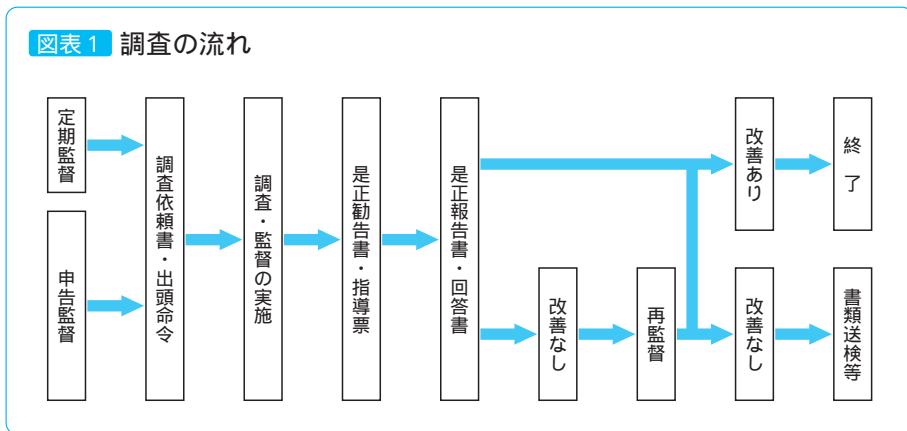 図表1 調査の流れ
定期監督
申告監督
調査依頼書・出頭命令
調査・監督の実施
是正勧告書・指導票
是正報告書・回答書
改善なし
再監督
改善あり
改善なし
終了
書類送検等